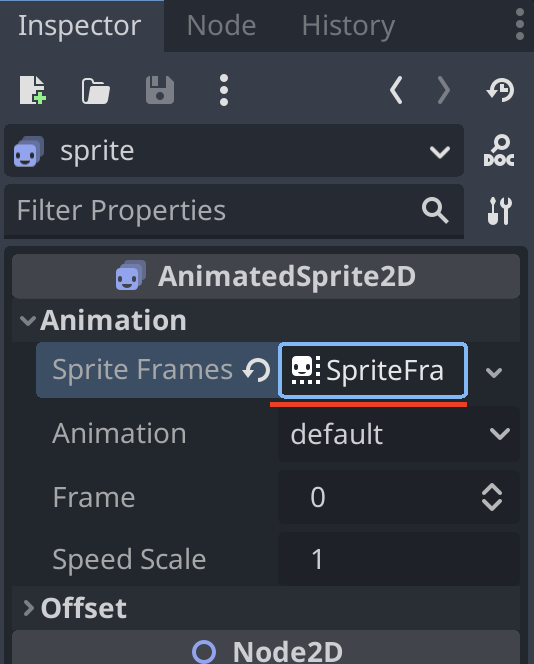 Inspector Node History
sprite
DOC
Filter Properties
AnimatedSprite2D
Animation
Sprite Frames SpriteFra
Animation default
Frame 0
Speed Scale 1
Offset
Node2D